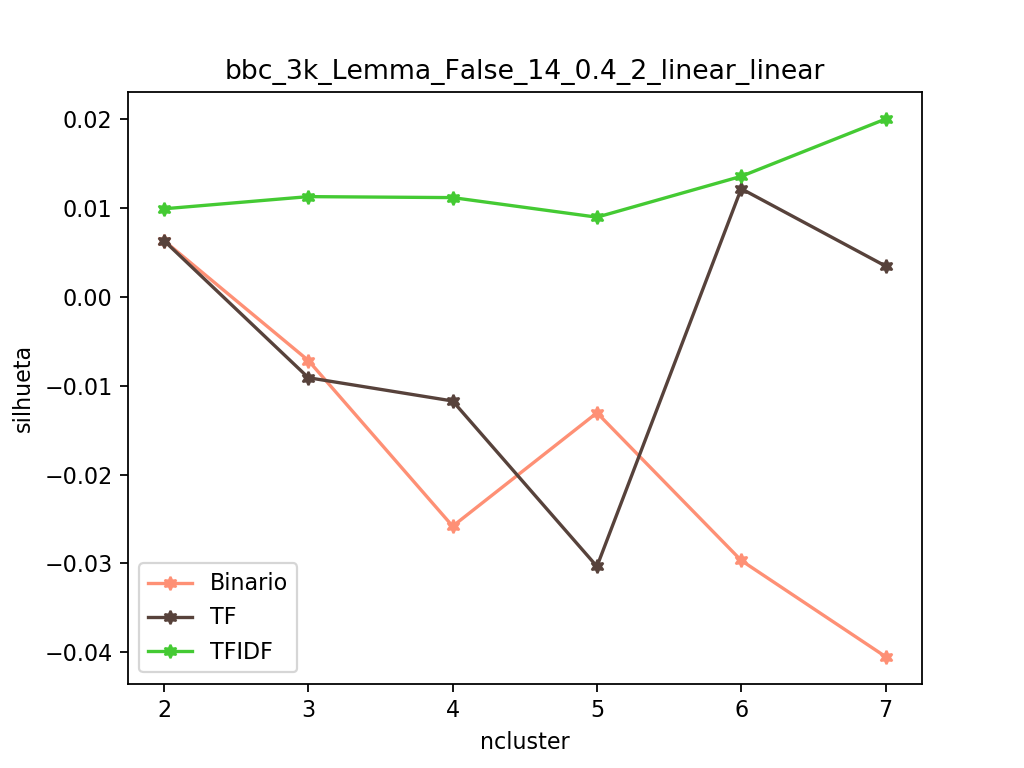 bbc_3k_Lemma_False_14_0.4_2_linear_linear
0.02
0.01
0.00
−0.01
−0.02
−0.03
−0.04
silhueta
Binario
TF
TFIDF
2 3 4 5 6 7
ncluster